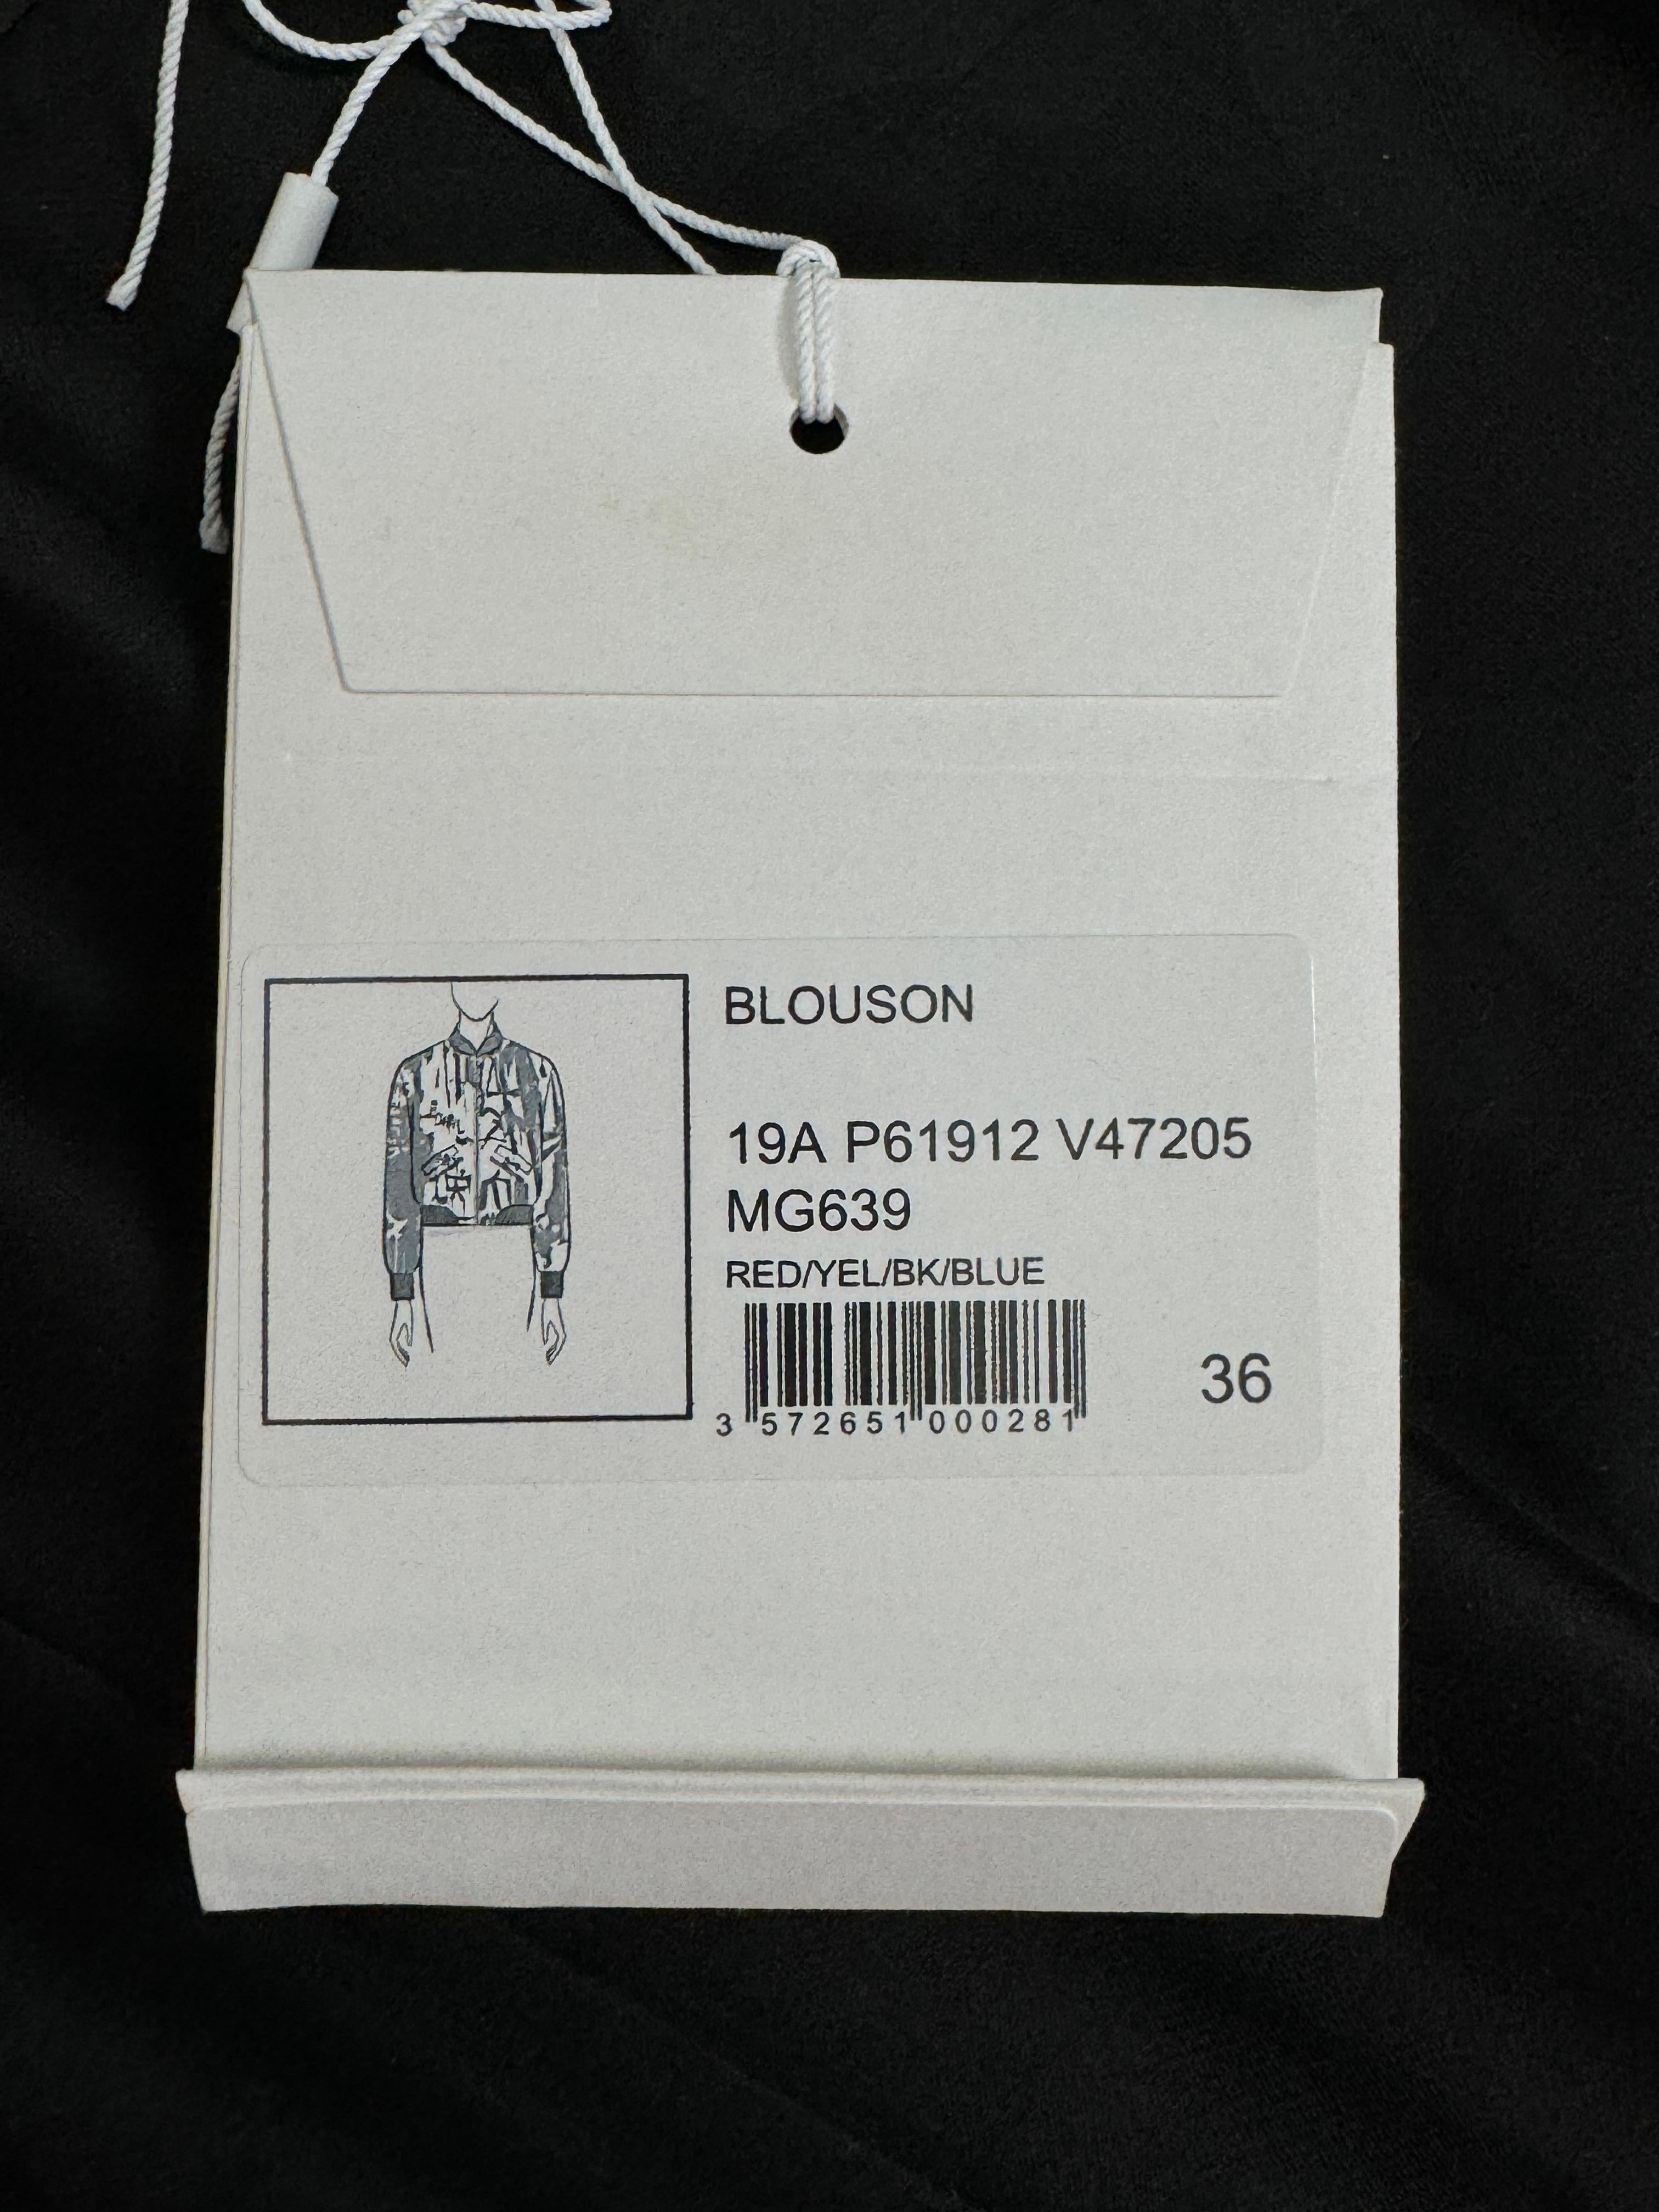 BLOUSON
19A P61912 V47205
MG639
RED/YEL/BK/BLUE
36
3 572651 000281